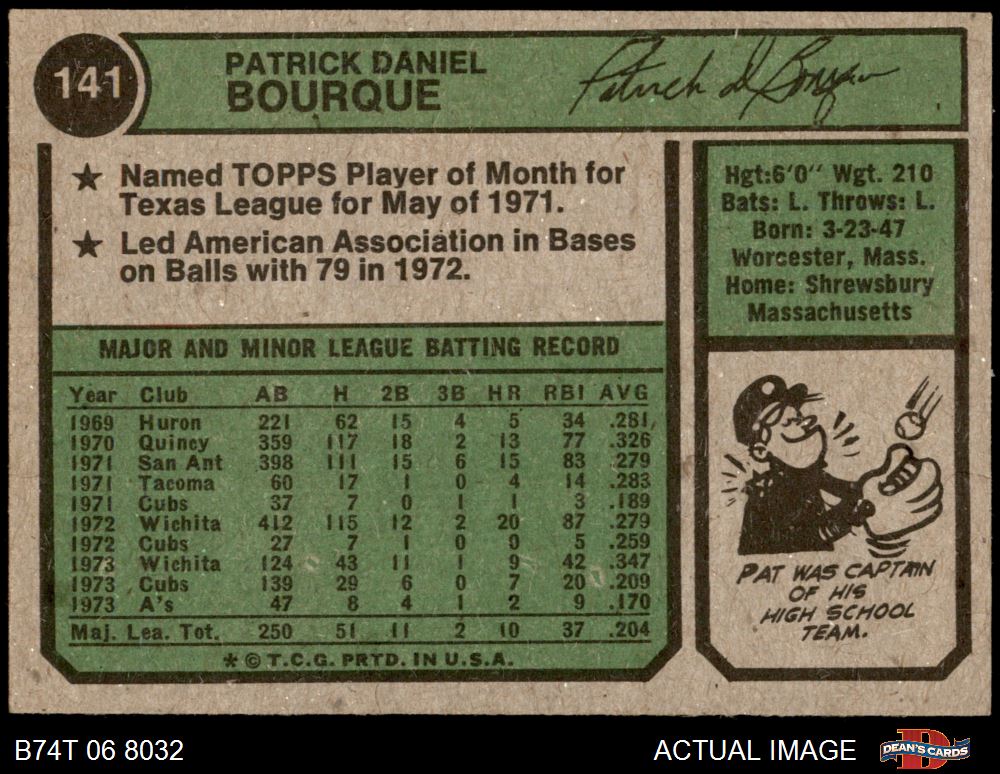 141
PATRICK DANIEL
BOURQUE
Patrick D Bourque
★ Named TOPPS Player of Month for
Texas League for May of 1971.
★ Led American Association in Bases
on Balls with 79 in 1972.
Hgt:6'0" Wgt. 210
Bats: L. Throws: L.
Born: 3-23-47
Worcester, Mass.
Home: Shrewsbury
Massachusetts
MAJOR AND MINOR LEAGUE BATTING RECORD
Year Club AB H 2B 3B HR RBI AVG
1969 Huron 221 62 15 4 5 34 .281
1970 Quincy 359 117 18 2 13 77 .326
1971 San Ant 398 111 15 6 15 83 .279
1971 Tacoma 60 17 1 0 4 14 .283
1971 Cubs 37 7 0 1 1 3 .189
1972 Wichita 412 115 12 2 20 87 .279
1972 Cubs 27 7 1 0 0 5 .259
1973 Wichita 124 43 11 1 9 42 .347
1973 Cubs 139 29 6 0 7 20 .209
1973 A's 47 8 4 1 2 9 .170
Maj. Lea. Tot. 250 51 11 2 10 37 .204
* © T.C.G. PRTD. IN U.S.A.
PAT WAS CAPTAIN
OF HIS
HIGH SCHOOL
TEAM.
B74T 06 8032
ACTUAL IMAGE
DEAN'S CARDS